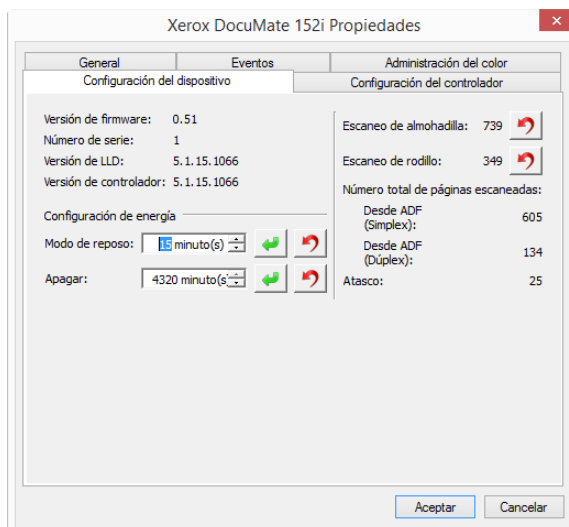 Xerox DocuMate 152i Propiedades
General
Eventos
Administración del color
Configuración del dispositivo
Configuración del controlador
Versión de firmware: 0.51
Número de serie: 1
Versión de LLD: 5.1.15.1066
Versión de controlador: 5.1.15.1066
Configuración de energía
Modo de reposo: 15 minuto(s)
Apagar: 4320 minuto(s
Escaneo de almohadilla: 739
Escaneo de rodillo: 349
Número total de páginas escaneadas:
Desde ADF
(Simplex): 605
Desde ADF
(Dúplex): 134
Atasco: 25
Aceptar
Cancelar